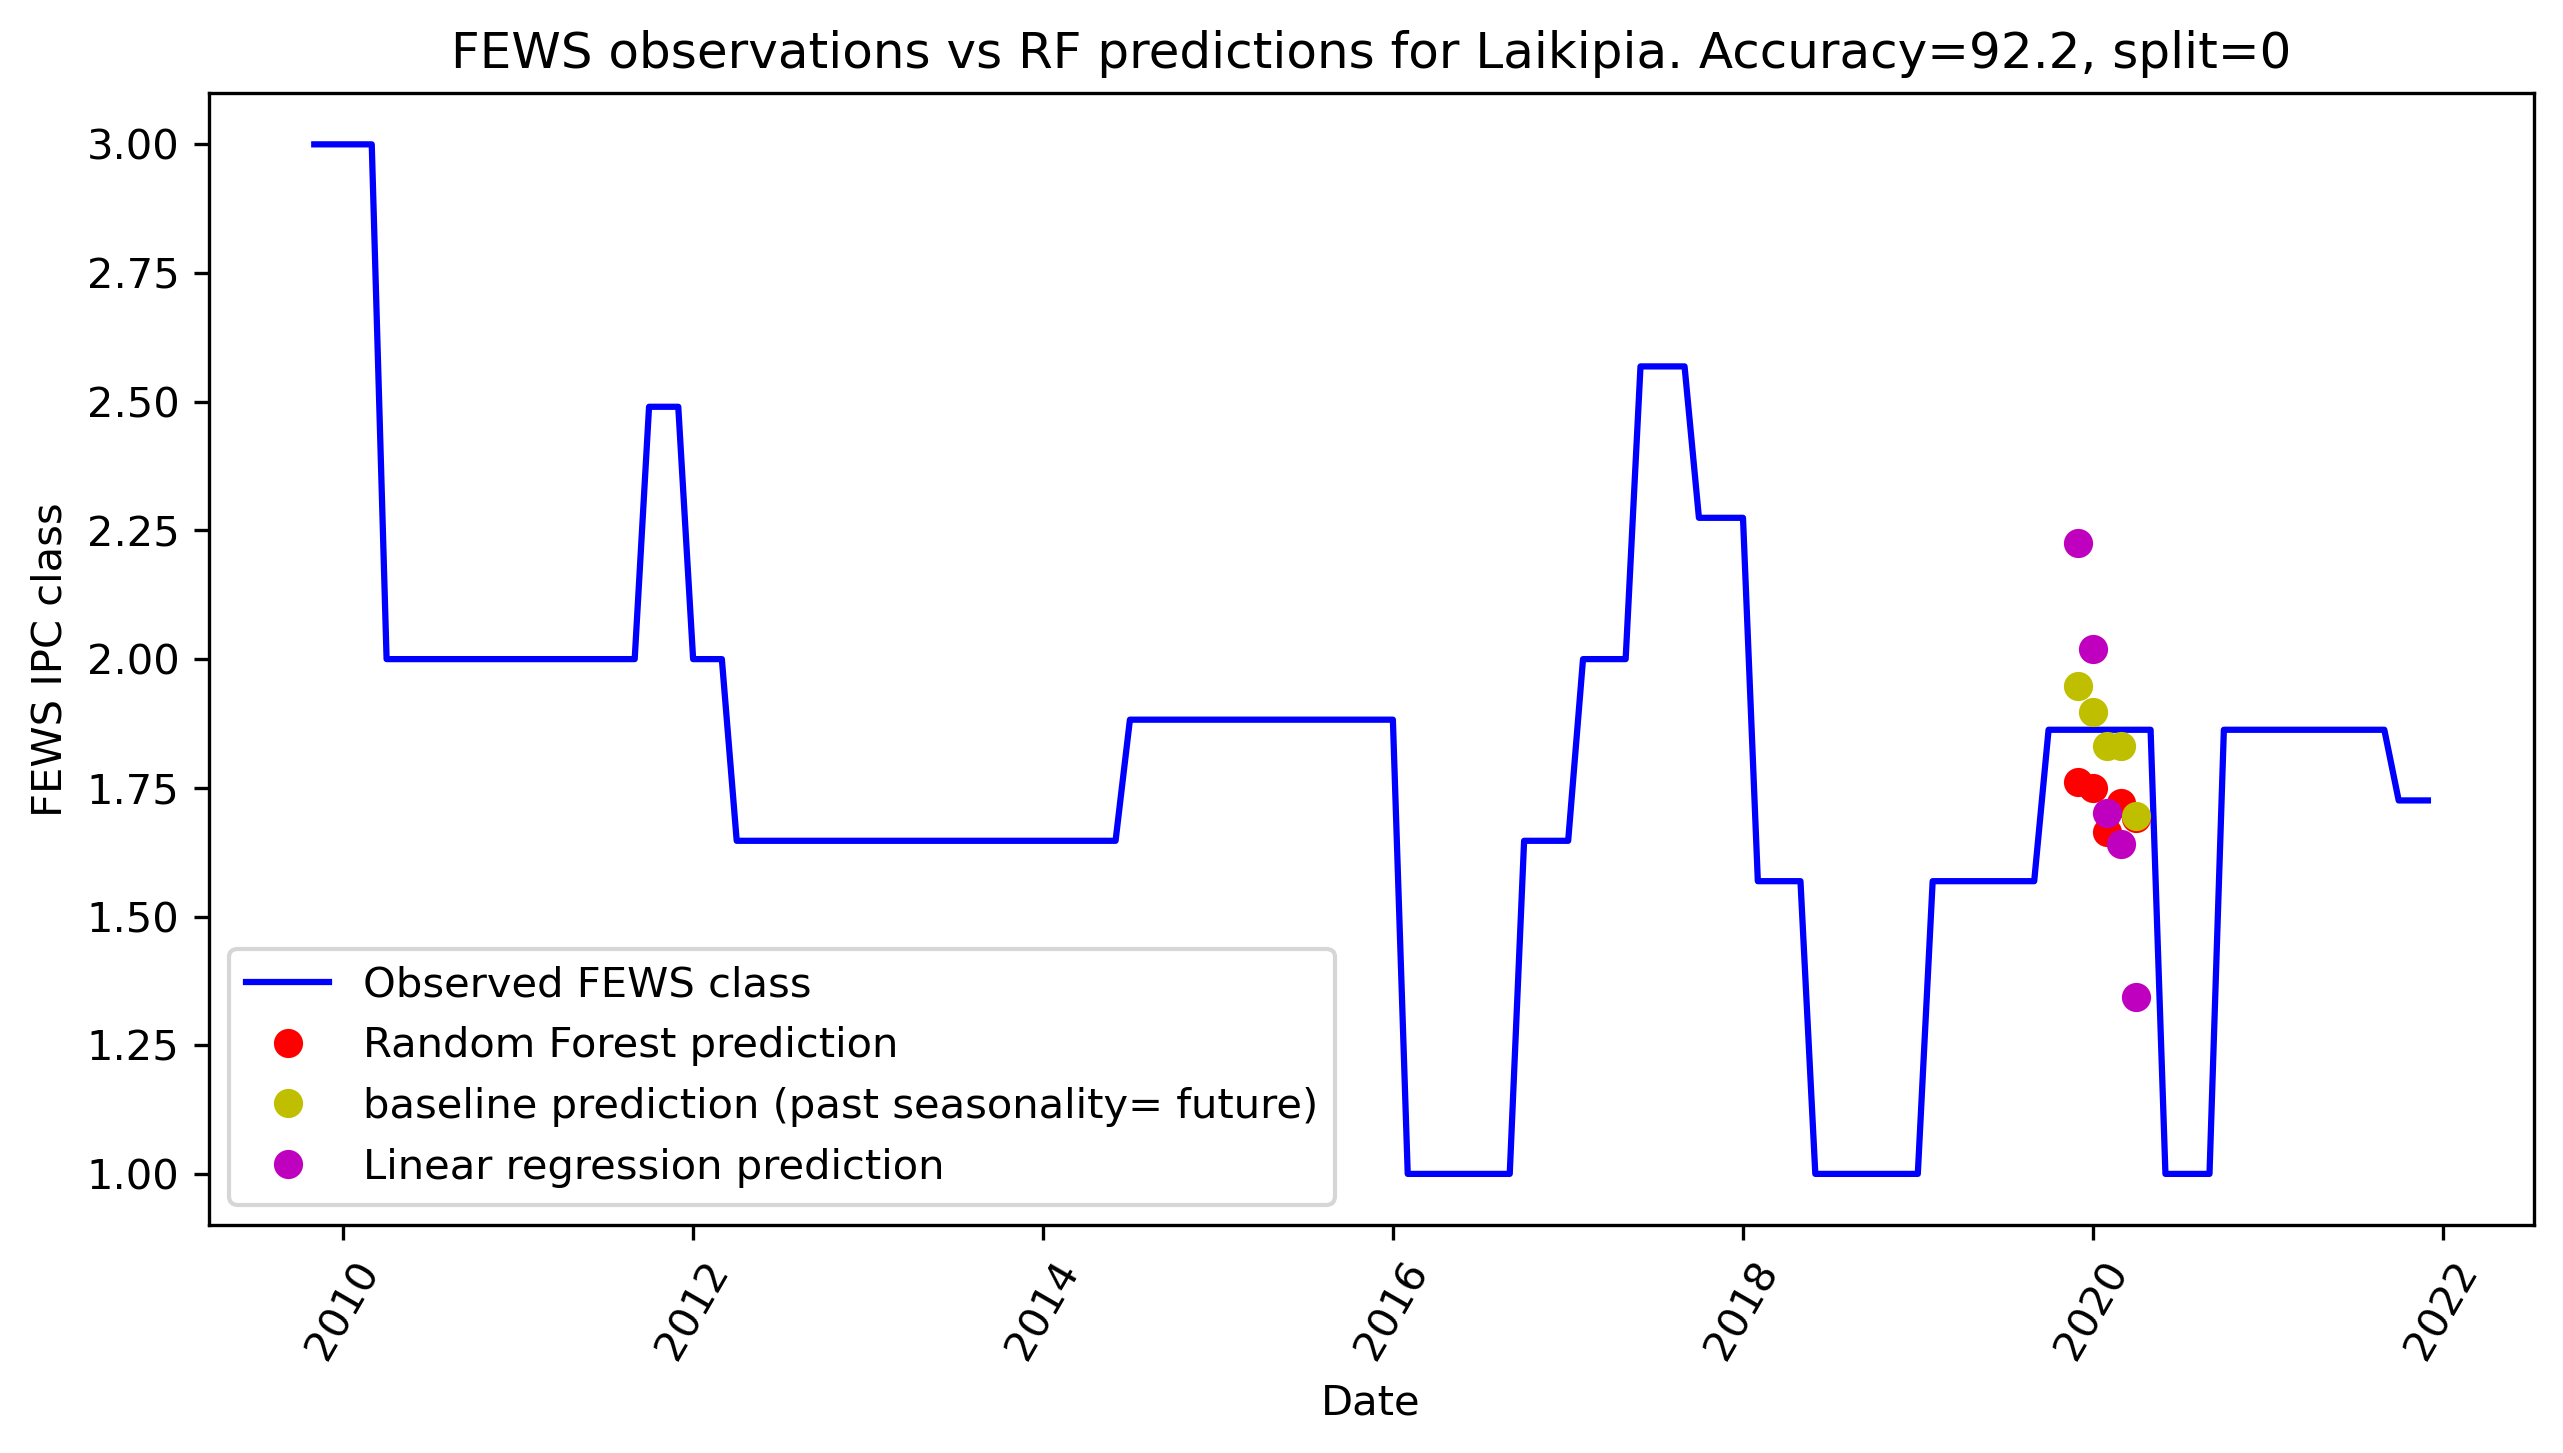 FEWS observations vs RF predictions for Laikipia. Accuracy=92.2, split=0
FEWS IPC class
3.00
2.75
2.50
2.25
2.00
1.75
1.50
1.25
1.00
Observed FEWS class
Random Forest prediction
baseline prediction (past seasonality= future)
Linear regression prediction
2010
2012
2014
2016
2018
2020
2022
Date